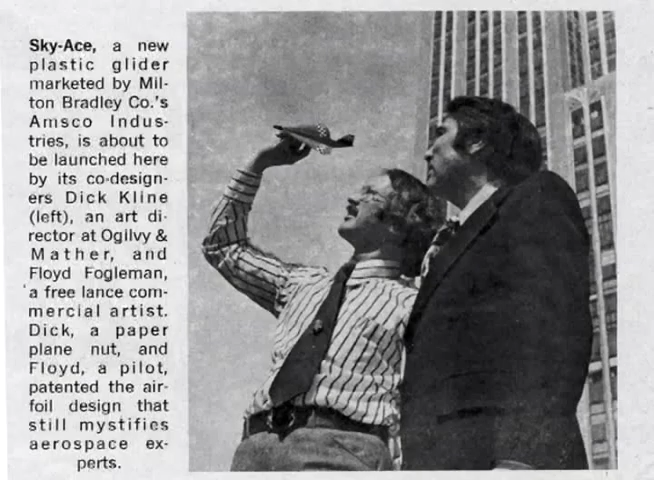 Sky-Ace, a new
plastic glider
marketed by Mil-
ton Bradley Co.'s
Amsco Indus-
tries, is about to
be launched here
by its co-design-
ers Dick Kline
(left), an art di-
rector at Ogilvy &
Mather, and
Floyd Fogleman,
a free lance com-
mercial artist.
Dick, a paper
plane nut, and
Floyd, a pilot,
patented the air-
foil design that
still mystifies
aerospace ex-
perts.